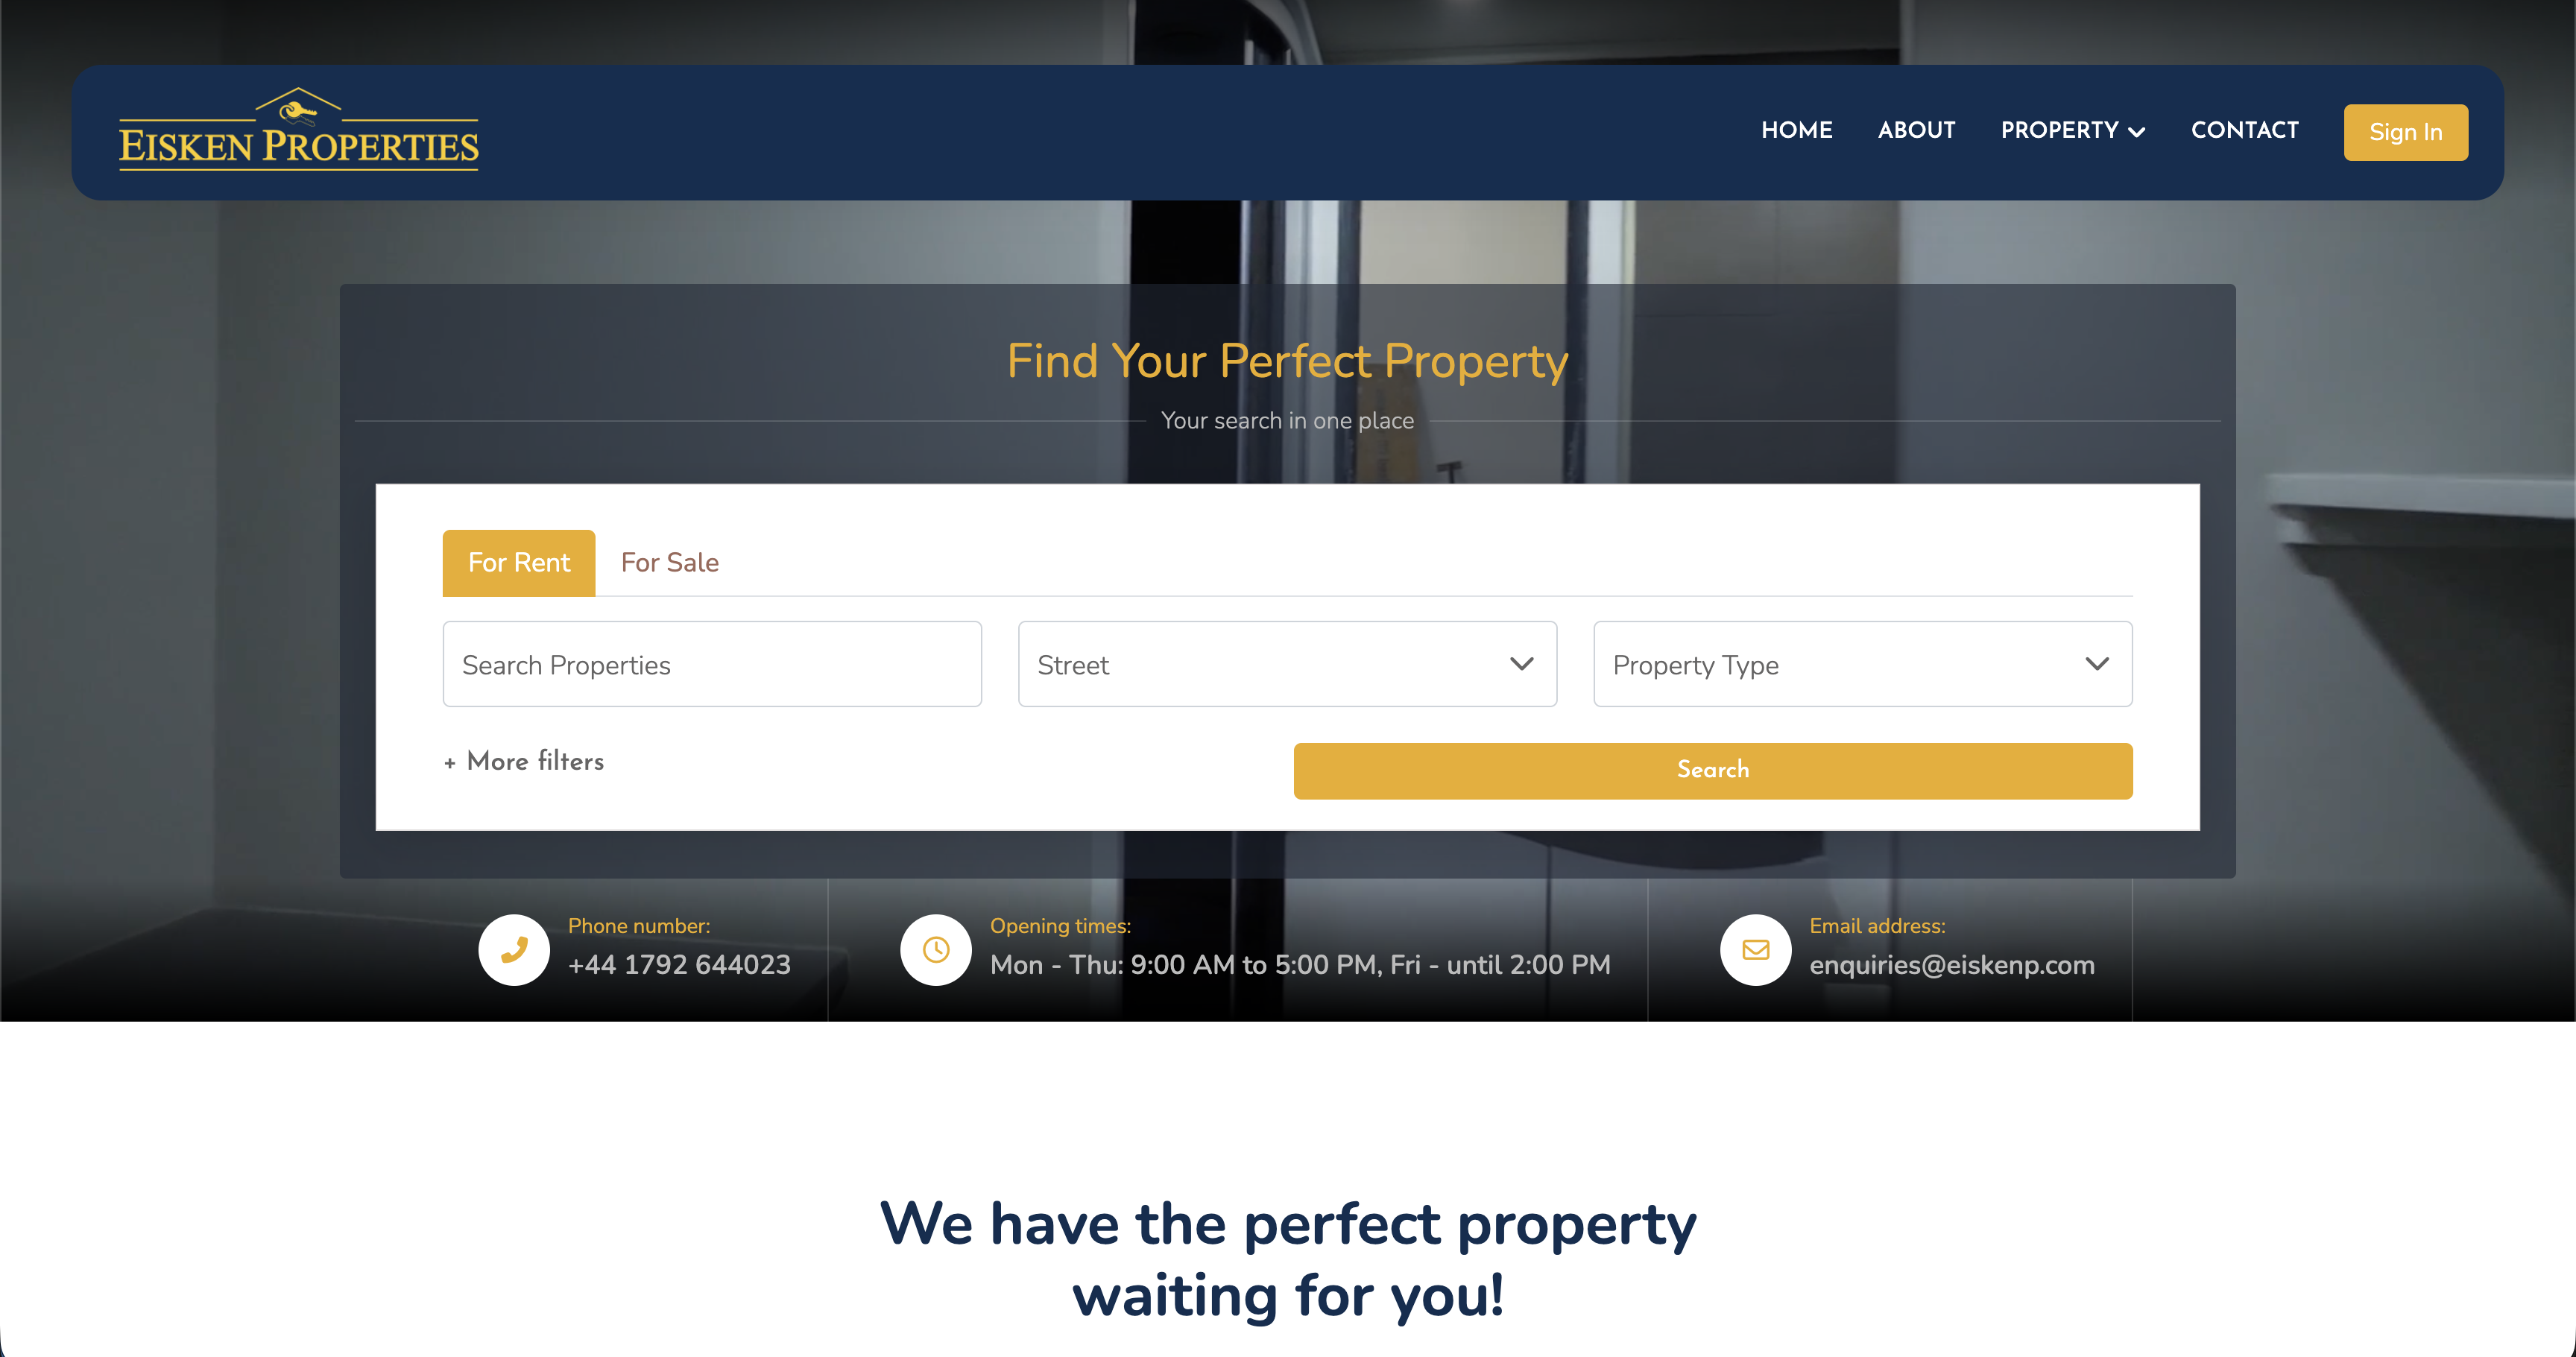 EISKEN PROPERTIES
HOME ABOUT PROPERTY CONTACT Sign In
Find Your Perfect Property
Your search in one place
For Rent For Sale
Search Properties Street Property Type
+ More filters Search
Phone number: Opening times: Email address:
+44 1792 644023 Mon - Thu: 9:00 AM to 5:00 PM, Fri - until 2:00 PM enquiries@eiskenp.com
We have the perfect property
waiting for you!